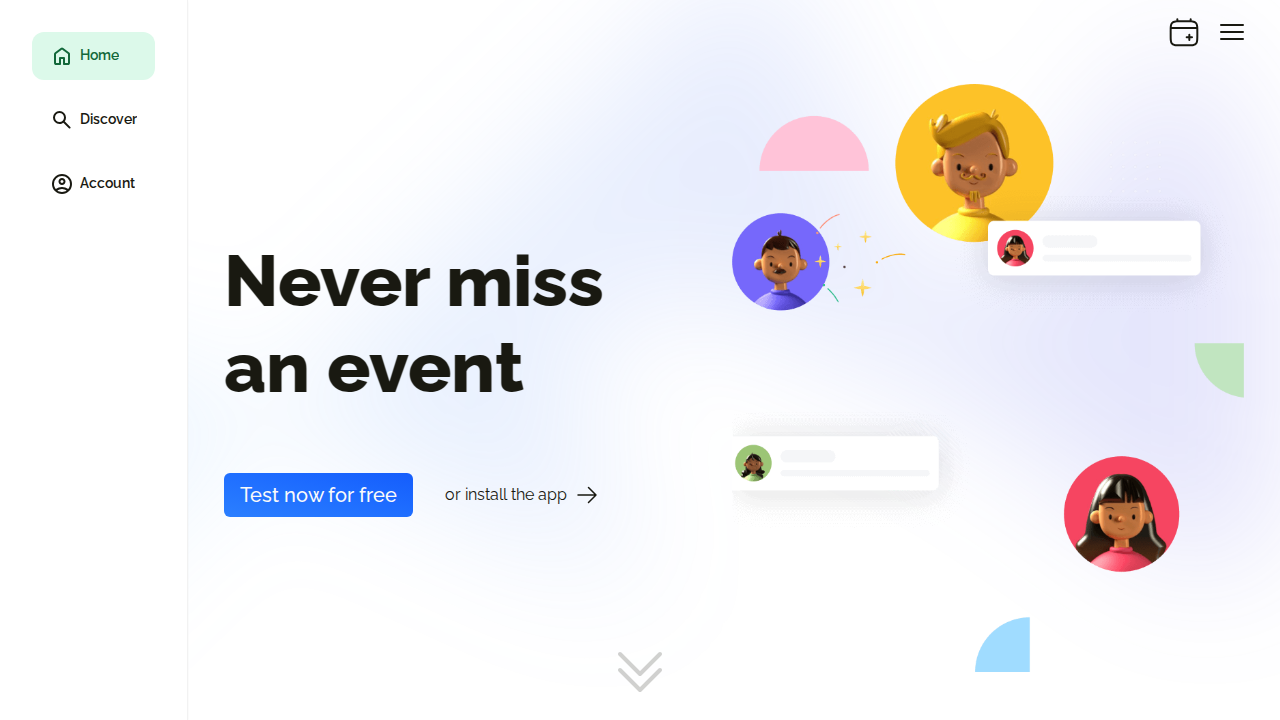 Home
Discover
Account
Never miss
an event
Test now for free
or install the app